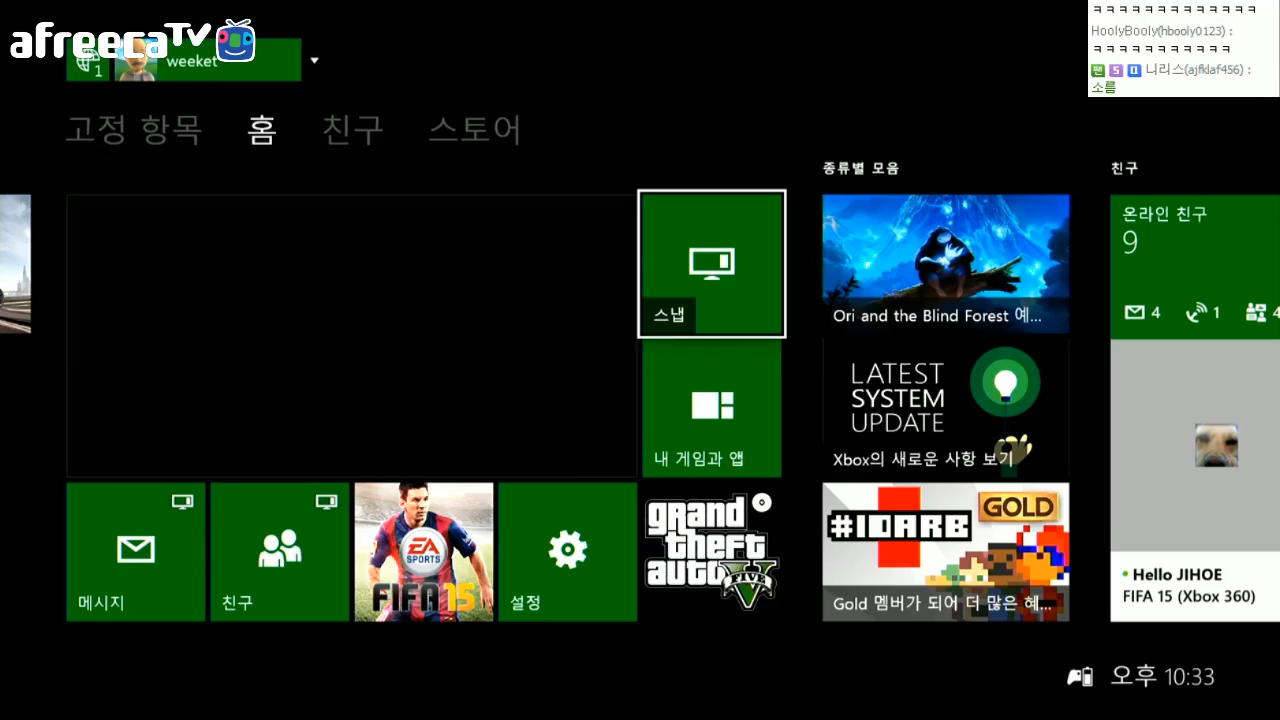 afreecaTV
1
weeket
ㅋㅋㅋㅋㅋㅋㅋㅋㅋㅋㅋㅋㅋ
HoolyBooly(hbooly0123) :
ㅋㅋㅋㅋㅋㅋㅋㅋㅋㅋㅋ
팬 S 니리스(ajfklaf456) :
소름
고정 항목 홈 친구 스토어
종류별 모음
친구
스냅
내 게임과 앱
메시지
친구
EA
SPORTS
FIFA 15
설정
grand
theft
auto
FIVE
Ori and the Blind Forest 예...
LATEST
SYSTEM
UPDATE
Xbox의 새로운 사항 보기
#IDARB
GOLD
Gold 멤버가 되어 더 많은 혜...
온라인 친구
9
4 1 4
Hello JIHOE
FIFA 15 (Xbox 360)
오후 10:33